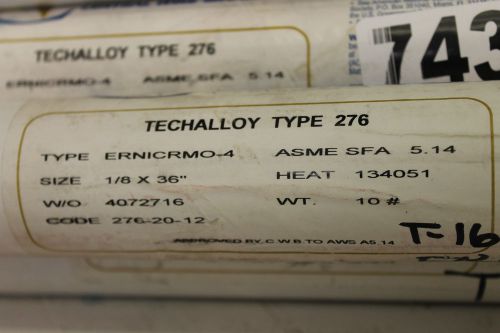 TECHALLOY TYPE 276
ERNICRMO-4 ASME SFA 5.14
743
TECHALLOY TYPE 276
TYPE ERNICRMO-4 ASME SFA 5.14
SIZE 1/8 X 36" HEAT 134051
W/O 4072716 WT. 10 #
CODE 276-20-12
APPROVED BY C W B TO AWS A5 14
T-16